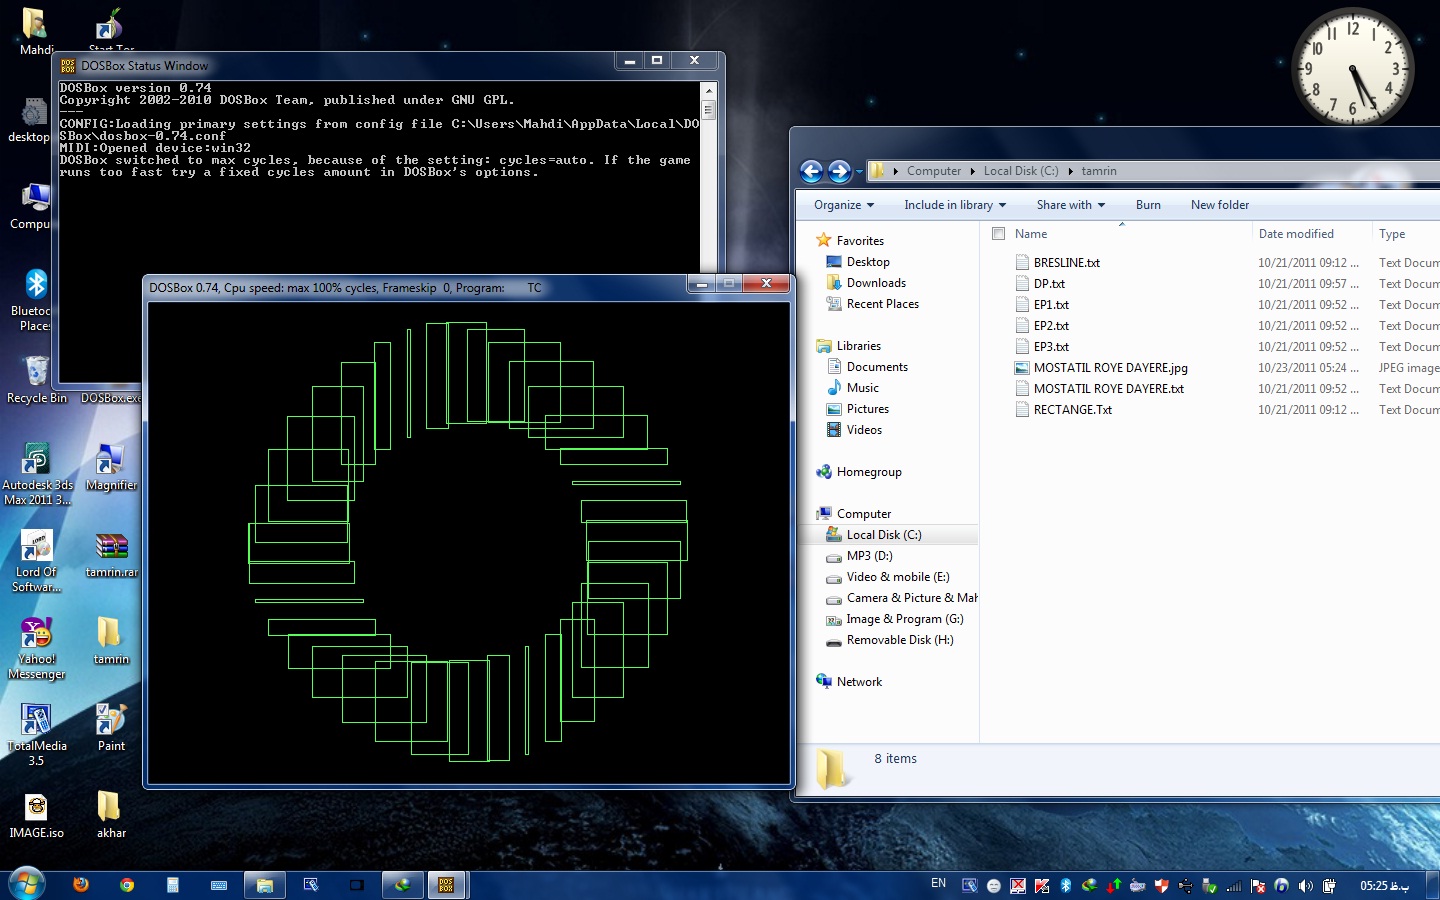 Mahdi
Start Tor
desktop
Compu
Bluetoo
Places
Recycle Bin
DOSBox.exe
Autodesk 3ds
Max 2011 3...
Magnifier
Lord Of
Softwar...
tamrin.rar
Yahoo!
Messenger
tamrin
TotalMedia
3.5
Paint
IMAGE.iso
akhar
DOSBox Status Window
DOSBox version 0.74
Copyright 2002-2010 DOSBox Team, published under GNU GPL.
---
CONFIG:Loading primary settings from config file C:\Users\Mahdi\AppData\Local\DO
SBox\dosbox-0.74.conf
MIDI:Opened device:win32
DOSBox switched to max cycles, because of the setting: cycles=auto. If the game
runs too fast try a fixed cycles amount in DOSBox's options.
DOSBox 0.74, Cpu speed: max 100% cycles, Frameskip 0, Program: TC
12
1
2
3
4
5
6
7
8
9
10
11
Computer
Local Disk (C:)
tamrin
Organize
Include in library
Share with
Burn
New folder
Favorites
Desktop
Downloads
Recent Places
Libraries
Documents
Music
Pictures
Videos
Homegroup
Computer
Local Disk (C:)
MP3 (D:)
Video & mobile (E:)
Camera & Picture & Mah
Image & Program (G:)
Removable Disk (H:)
Network
Name Date modified Type
BRESLINE.txt 10/21/2011 09:12 ... Text Docum
DP.txt 10/21/2011 09:57 ... Text Docum
EP1.txt 10/21/2011 09:52 ... Text Docum
EP2.txt 10/21/2011 09:52 ... Text Docum
EP3.txt 10/21/2011 09:52 ... Text Docum
MOSTATIL ROYE DAYERE.jpg 10/23/2011 05:24 ... JPEG image
MOSTATIL ROYE DAYERE.txt 10/21/2011 09:52 ... Text Docum
RECTANGE.Txt 10/21/2011 09:12 ... Text Docum
8 items
DOS
BOX
EN
05:25 ب.ظ